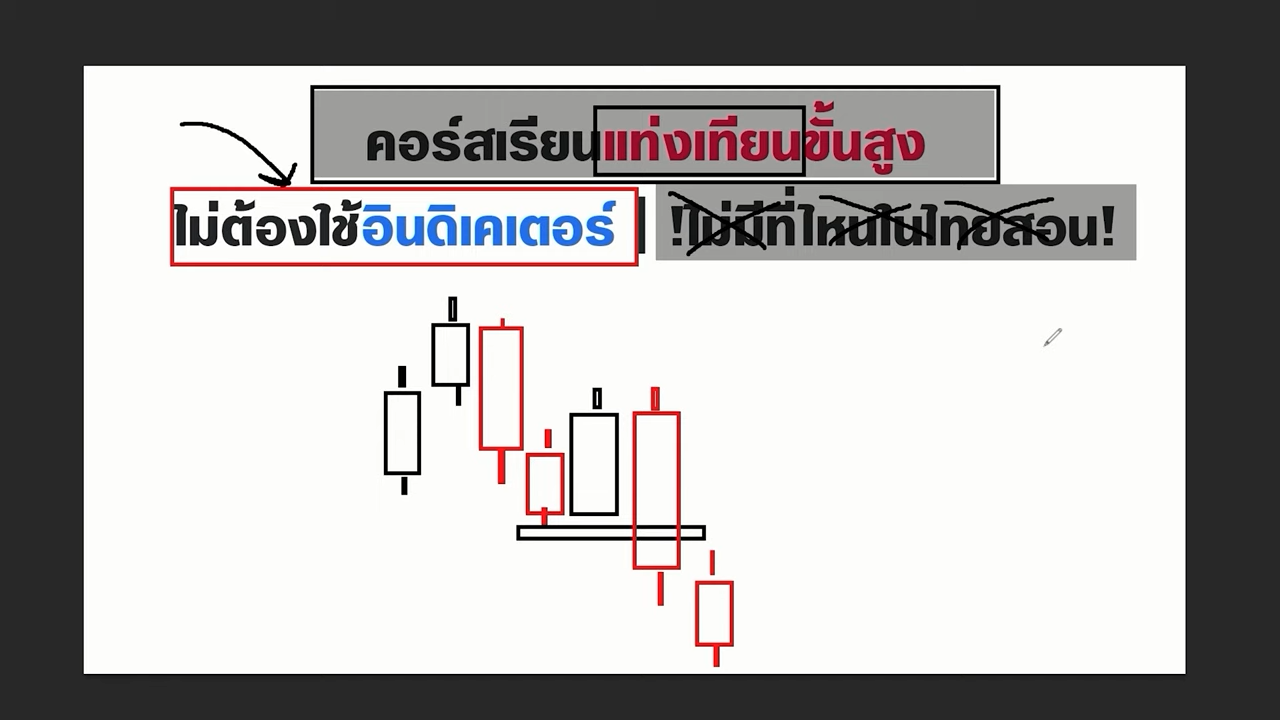 คอร์สเรียนแท่งเทียนขั้นสูง
ไม่ต้องใช้อินดิเคเตอร์ | !ไม่มีที่ไหนในไทยสอน!